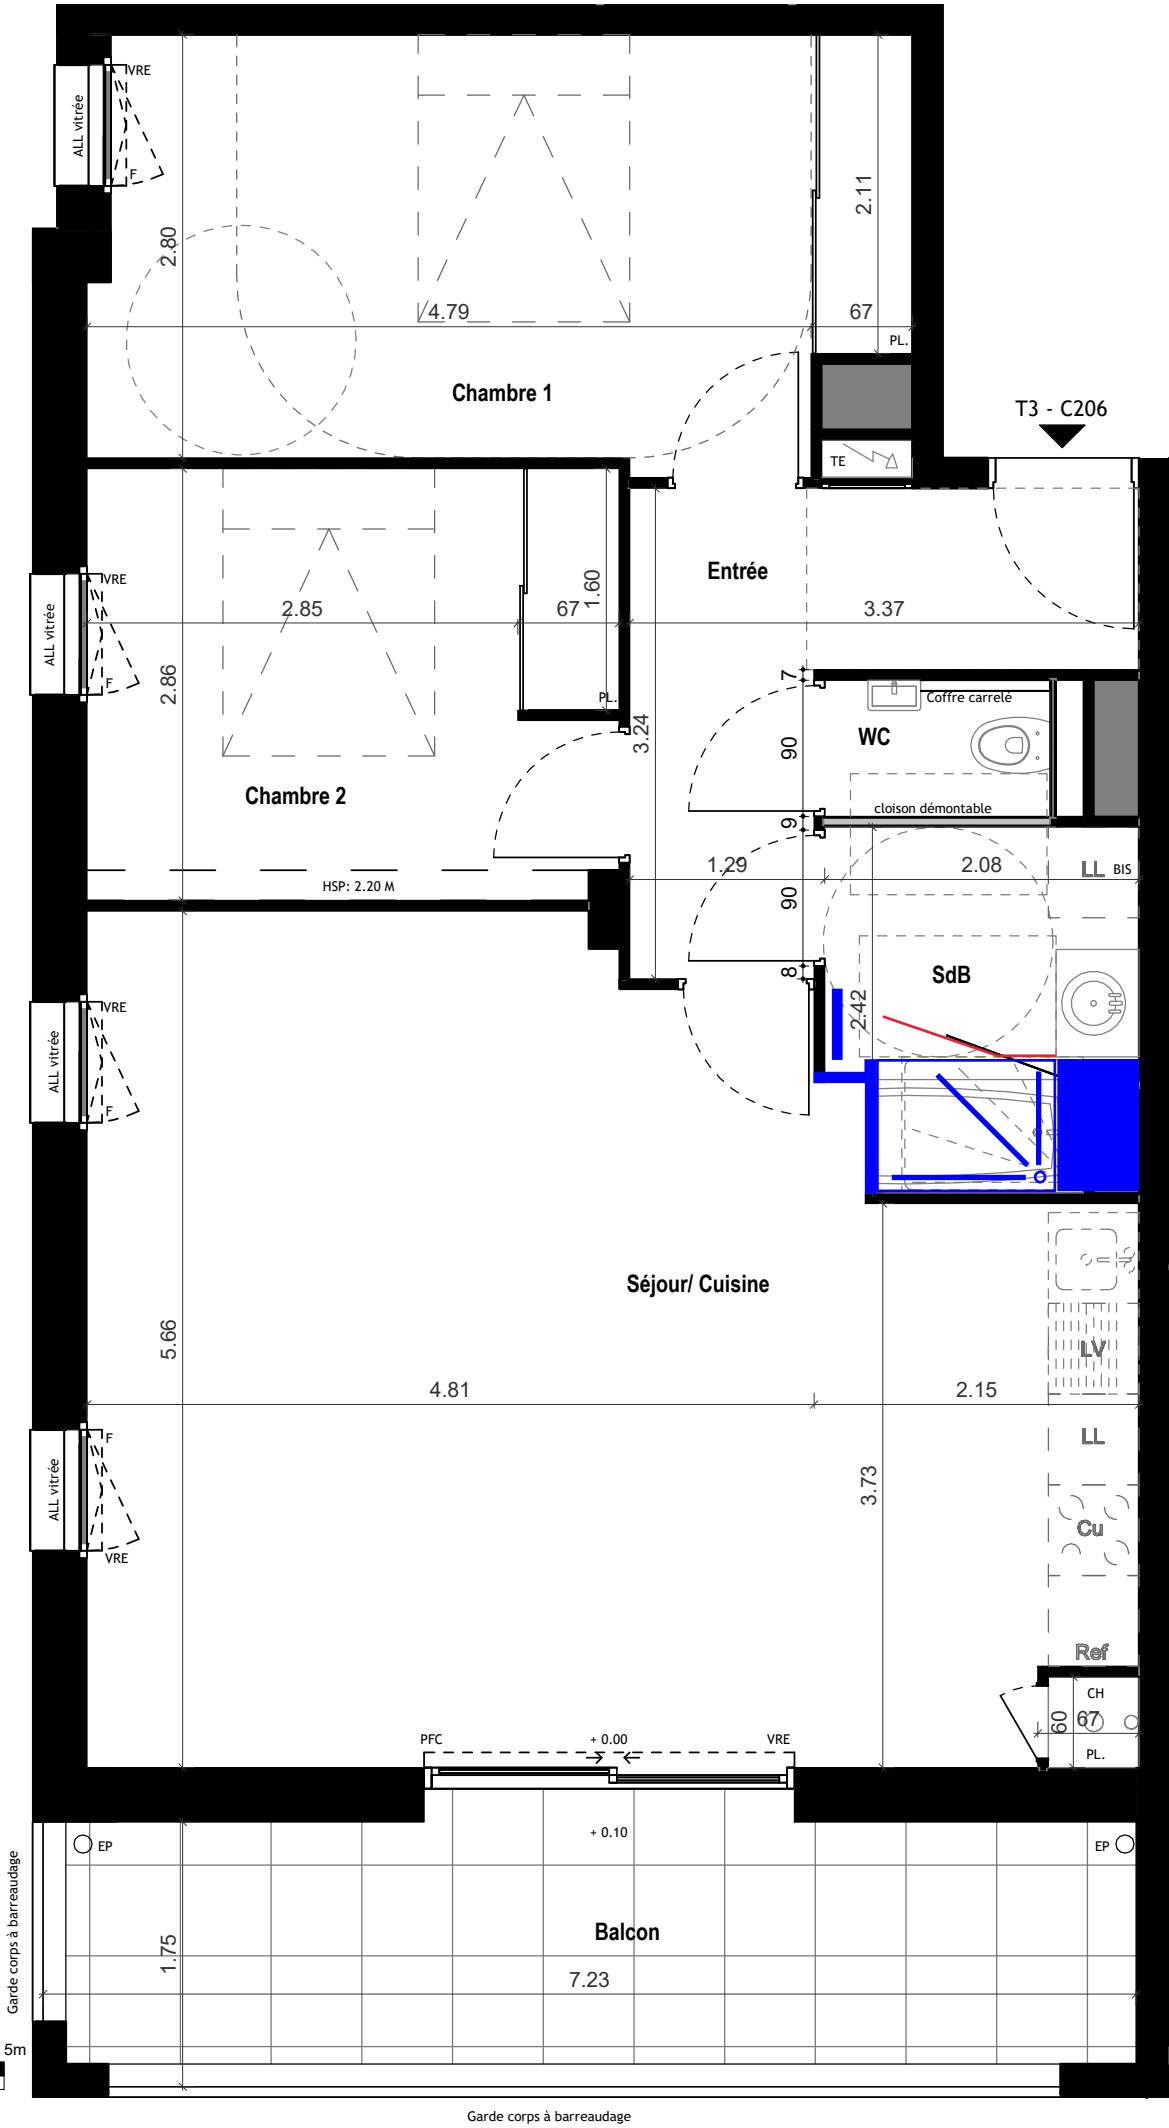 VRE
ALL vitrée
F
2.80
2.11
4.79
67
PL.
Chambre 1
T3 - C206
TE
VRE
ALL vitrée
F
2.85
67
1.60
PL.
2.86
Entrée
3.37
7
Coffre carrelé
WC
90
3.24
Chambre 2
cloison démontable
9
HSP: 2.20 M
1.29
2.08
LL BIS
90
SdB
8
2.42
VRE
ALL vitrée
F
Séjour/ Cuisine
5.66
LV
4.81
2.15
LL
F
ALL vitrée
VRE
3.73
Cu
Ref
CH
60
67
PL.
PFC
+ 0.00
VRE
+ 0.10
EP
EP
Garde corps à barreaudage
Balcon
1.75
7.23
5m
Garde corps à barreaudage